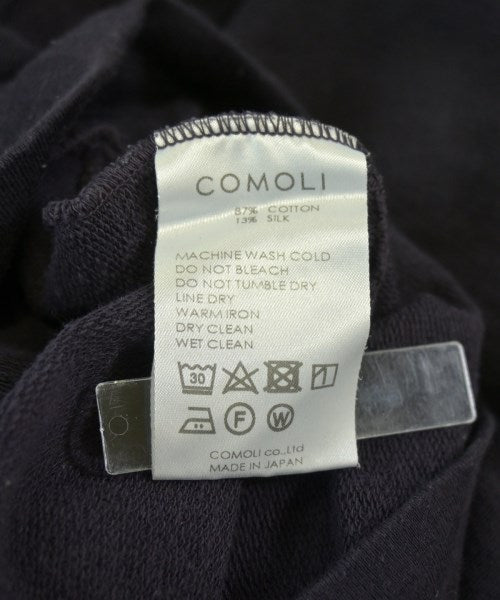 COMOLI
87% COTTON
13% SILK
MACHINE WASH COLD
DO NOT BLEACH
DO NOT TUMBLE DRY
LINE DRY
WARM IRON
DRY CLEAN
WET CLEAN
30
F W
COMOLI co.,Ltd
MADE IN JAPAN